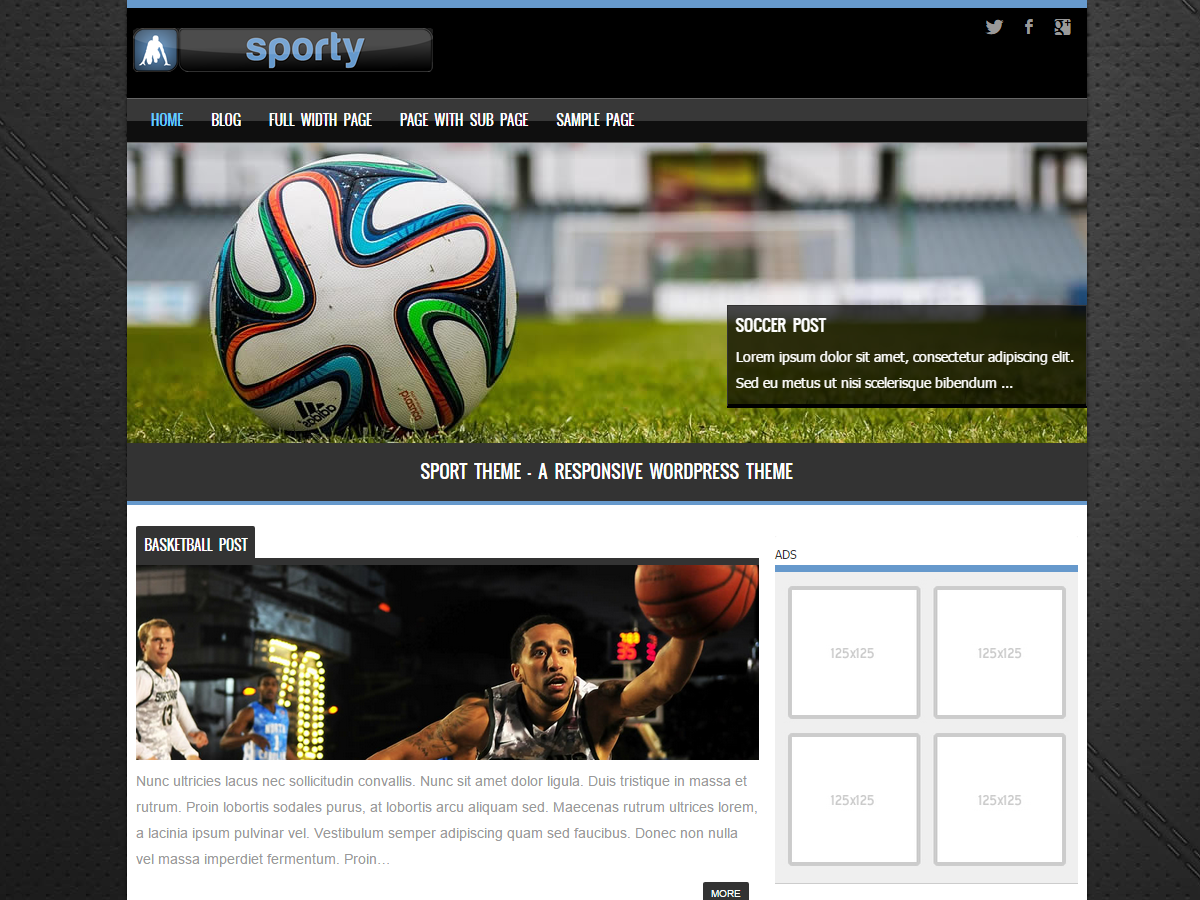 sporty
HOME BLOG FULL WIDTH PAGE PAGE WITH SUB PAGE SAMPLE PAGE
adidas
SOCCER POST
Lorem ipsum dolor sit amet, consectetur adipiscing elit.
Sed eu metus ut nisi scelerisque bibendum ...
SPORT THEME - A RESPONSIVE WORDPRESS THEME
BASKETBALL POST
13
NORTH
1
Nunc ultricies lacus nec sollicitudin convallis. Nunc sit amet dolor ligula. Duis tristique in massa et
rutrum. Proin lobortis sodales purus, at lobortis arcu aliquam sed. Maecenas rutrum ultrices lorem,
a lacinia ipsum pulvinar vel. Vestibulum semper adipiscing quam sed faucibus. Donec non nulla
vel massa imperdiet fermentum. Proin…
MORE
ADS
125x125 125x125
125x125 125x125